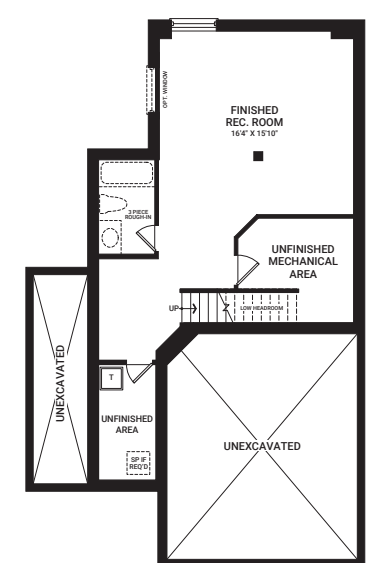 OPT. WINDOW
FINISHED
REC. ROOM
16'4" X 15'10"
3 PIECE
ROUGH-IN
UNFINISHED
MECHANICAL
AREA
UP
LOW HEADROOM
UNEXCAVATED
T
UNFINISHED
AREA
SP IF
REQ'D
UNEXCAVATED